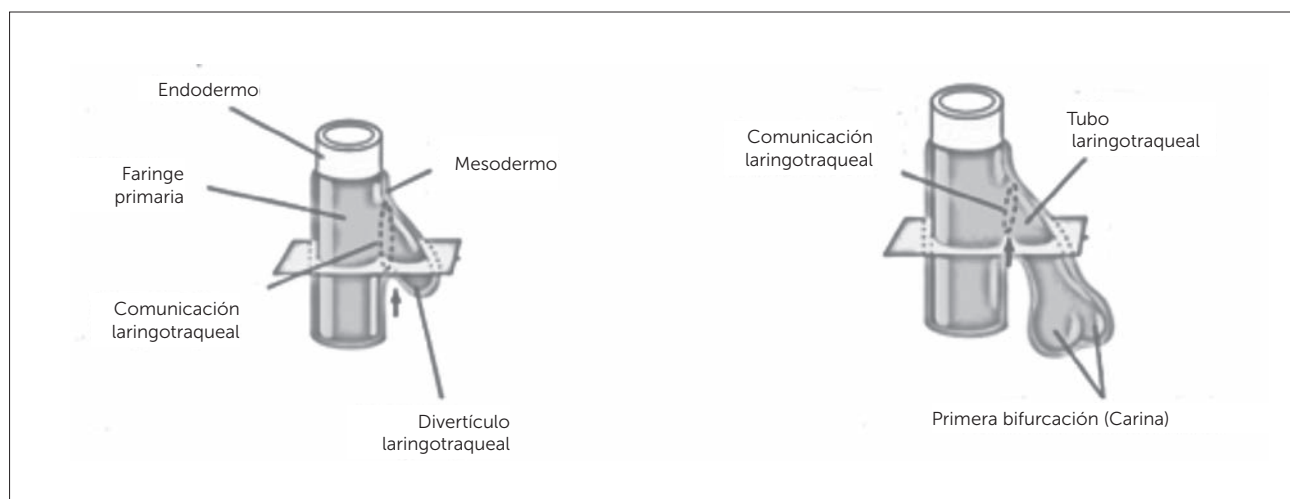 Endodermo
Faringe
primaria
Mesodermo
Comunicación
laringotraqueal
Divertículo
laringotraqueal
Comunicación
laringotraqueal
Tubo
laringotraqueal
Primera bifurcación (Carina)